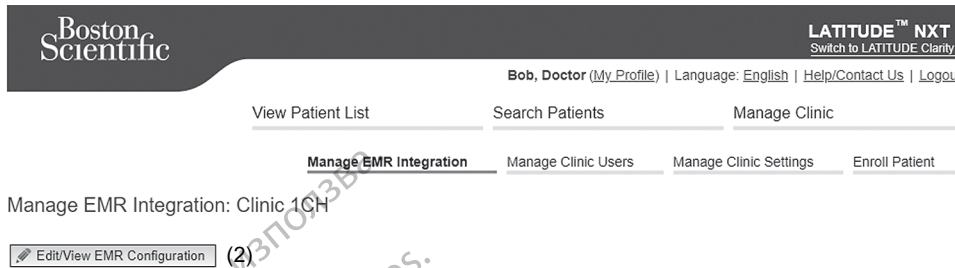 Boston
Scientific
LATITUDE™ NXT
Switch to LATITUDE Clarity
Bob, Doctor (My Profile) | Language: English | Help/Contact Us | Logou
View Patient List Search Patients Manage Clinic
Manage EMR Integration Manage Clinic Users Manage Clinic Settings Enroll Patient
Manage EMR Integration: Clinic 1CH
Edit/View EMR Configuration (2)